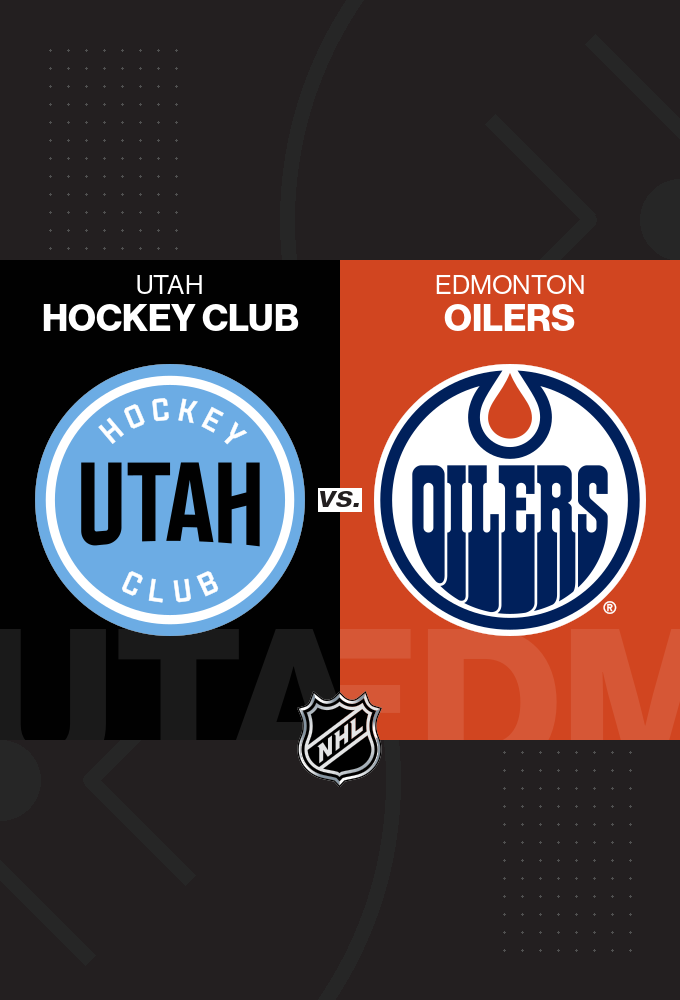 UTAH
HOCKEY CLUB
EDMONTON
OILERS
HOCKEY
UTAH
CLUB
vs.
OILERS
®
UTA
EDM
NHL